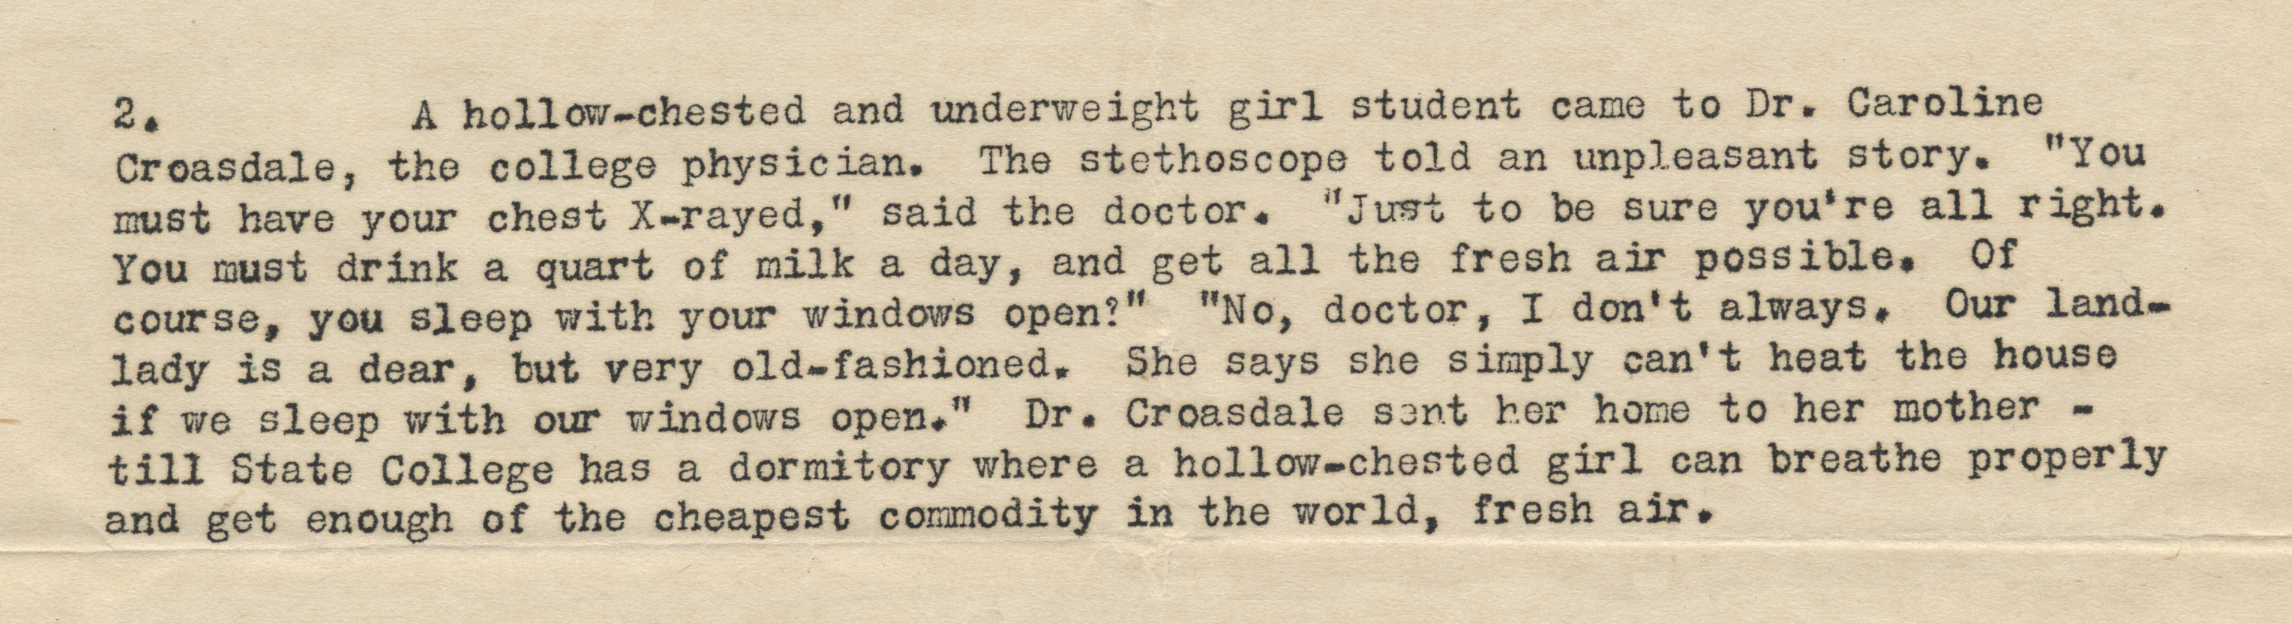 2. A hollow-chested and underweight girl student came to Dr. Caroline
Croasdale, the college physician. The stethoscope told an unpleasant story. "You
must have your chest X-rayed," said the doctor. "Just to be sure you're all right.
You must drink a quart of milk a day, and get all the fresh air possible. Of
course, you sleep with your windows open?" "No, doctor, I don't always. Our land-
lady is a dear, but very old-fashioned. She says she simply can't heat the house
if we sleep with our windows open." Dr. Croasdale sent her home to her mother -
till State College has a dormitory where a hollow-chested girl can breathe properly
and get enough of the cheapest commodity in the world, fresh air.